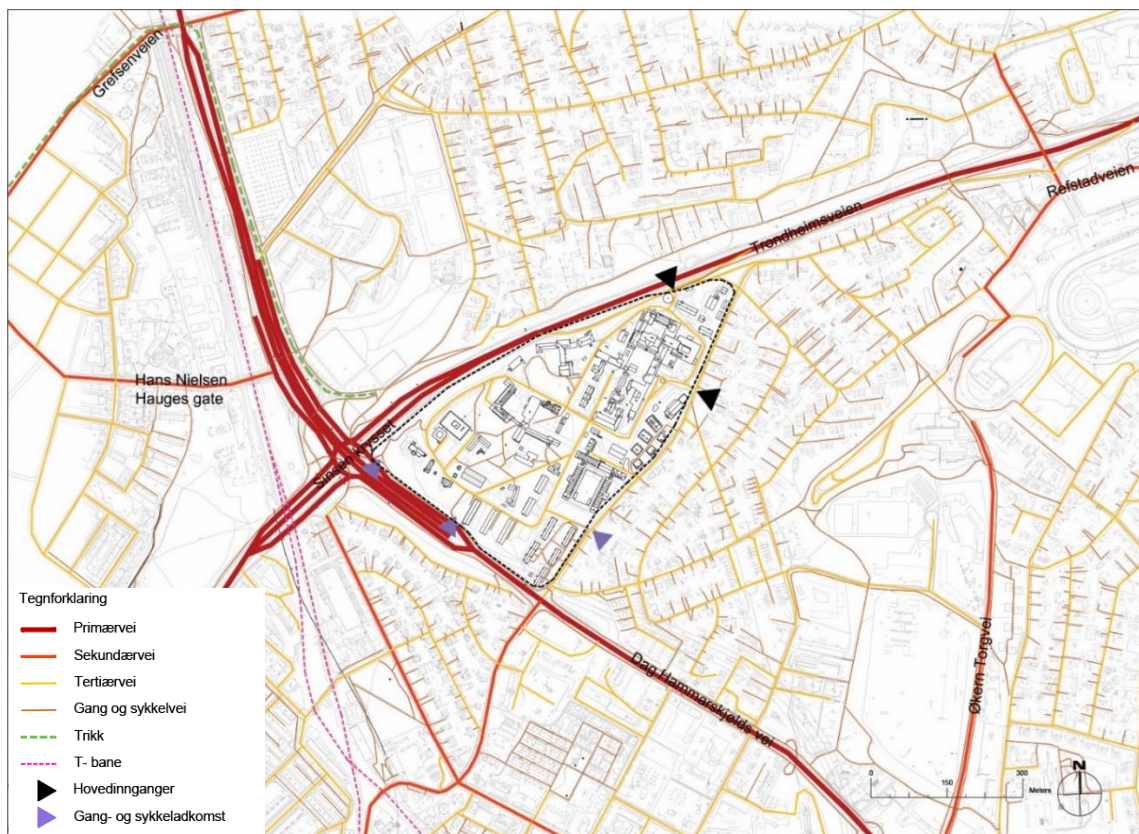 Grefsenveien
Refstadveien
Trondheimsveien
Hans Nielsen
Hauges gate
Sinsen krysset
Dag Hammarskjølds vei
Økern Torgvei
Tegnforklaring
Primærvei
Sekundærvei
Tertiærvei
Gang og sykkelvei
Trikk
T- bane
Hovedinnganger
Gang- og sykkeladkomst
0
150
300
Meters
N